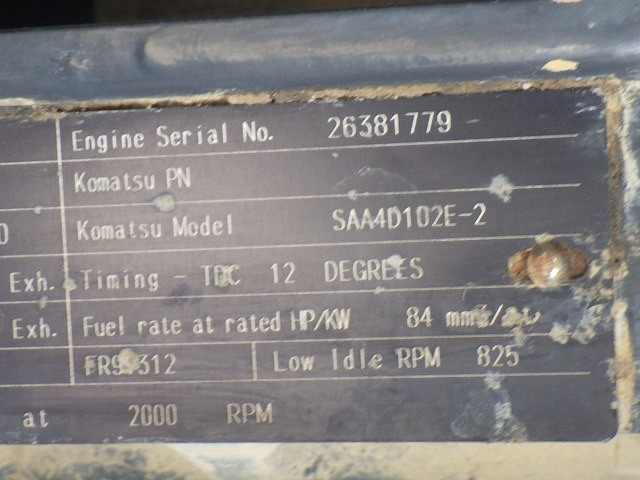 Engine Serial No. 26381779
Komatsu PN
0 Komatsu Model SAA4D102E-2
Exh. Timing - TDC 12 DEGREES
Exh. Fuel rate at rated HP/KW 84
Low Idle RPM 825
at 2000 RPM